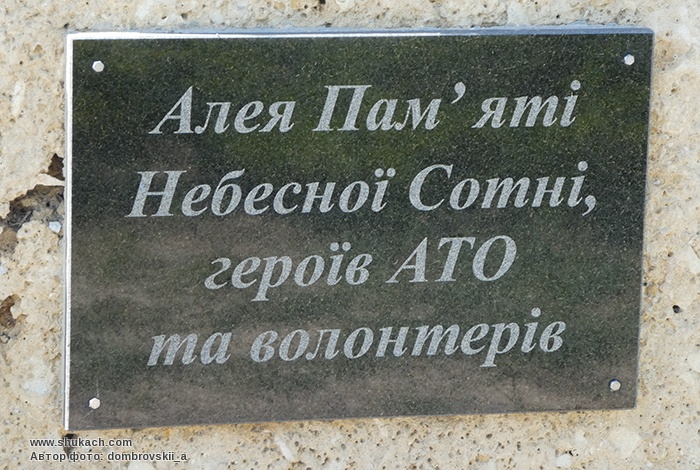 Алея Пам’яті
Небесної Сотні,
героїв АТО
та волонтерів
www.shukach.com
Автор фото: dombrovskii_a